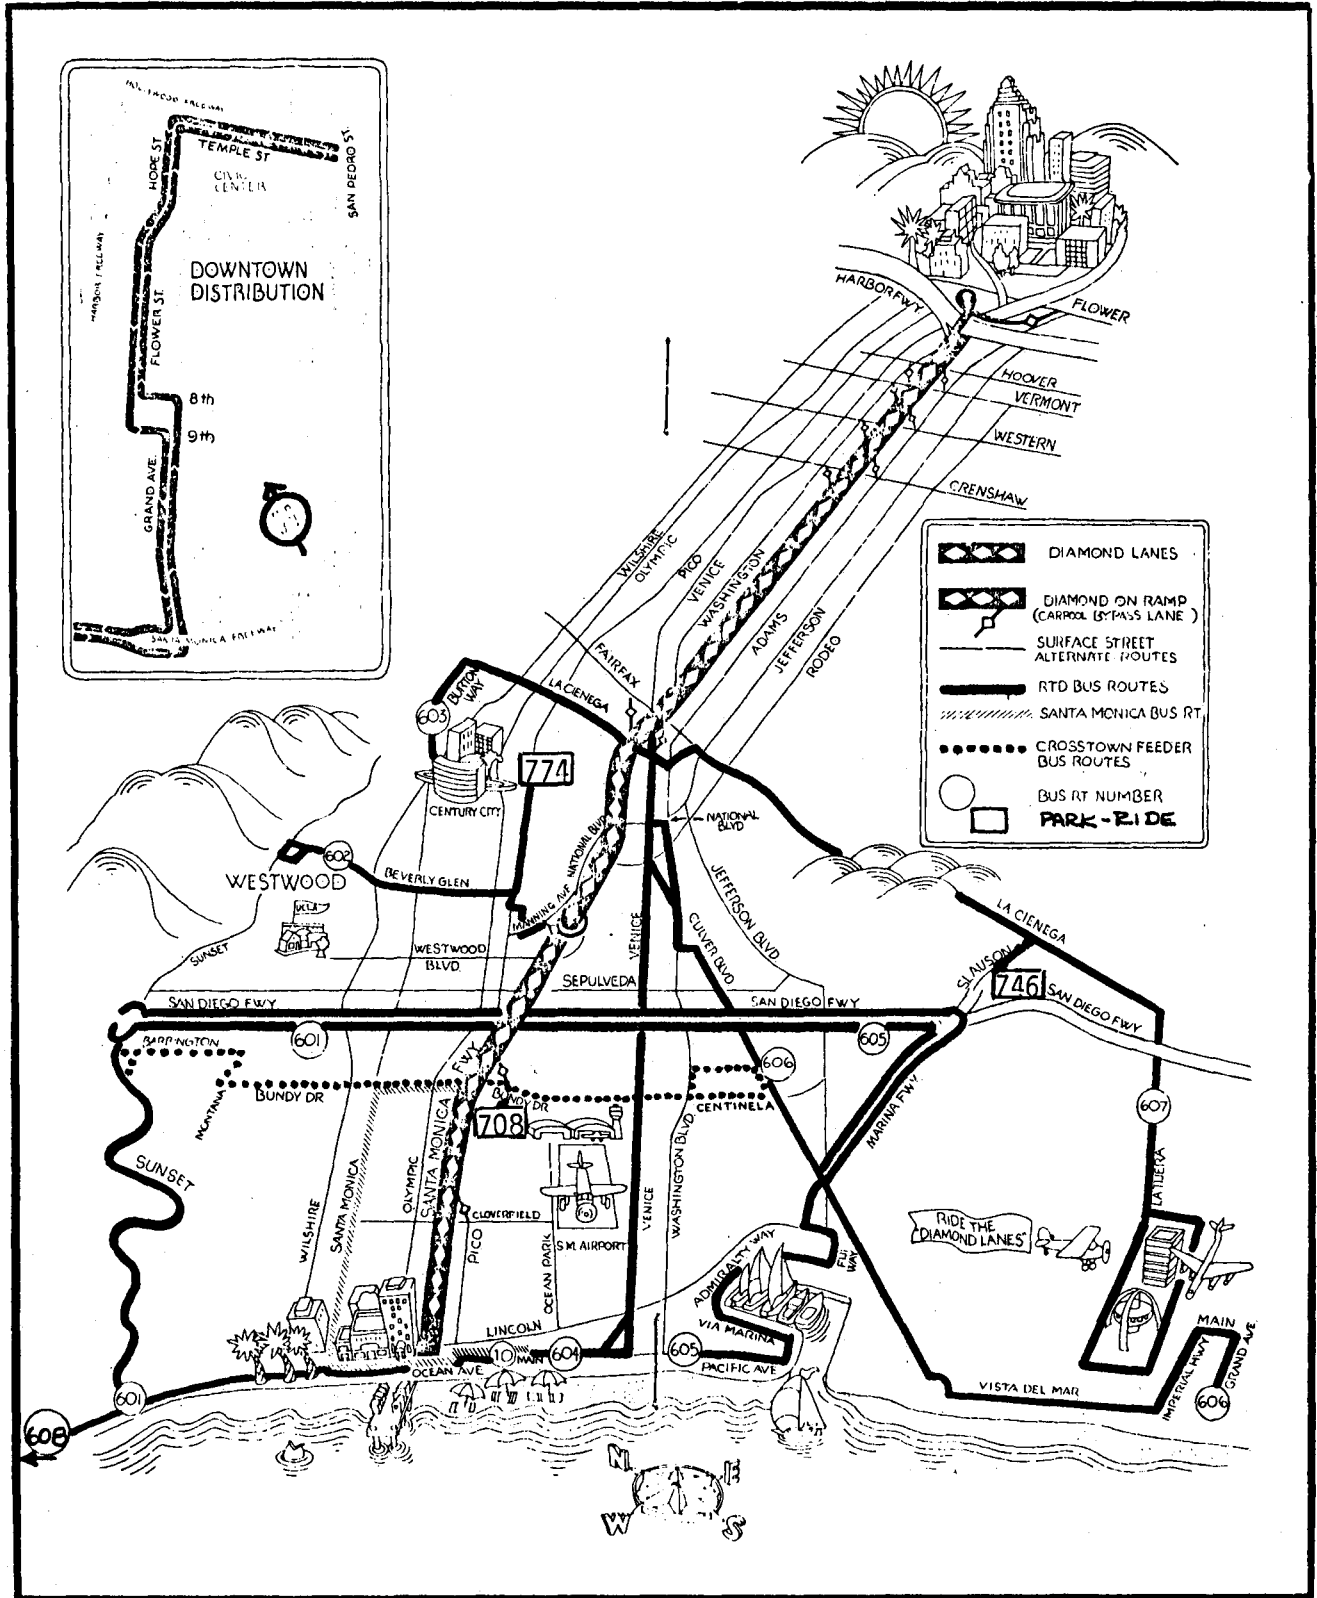 HOLLYWOOD FREEWAY
HOPE ST.
TEMPLE ST
SAN PEDRO ST.
CIVIC
CENTER
HARBOR FREEWAY
DOWNTOWN
DISTRIBUTION
FLOWER ST.
8th
9th
GRAND AVE.
SANTA MONICA FREEWAY
HARBOR FWY
FLOWER
HOOVER
VERMONT
WESTERN
CRENSHAW
WILSHIRE
OLYMPIC
PICO
VENICE
WASHINGTON
ADAMS
JEFFERSON
RODEO
FAIRFAX
LA CIENEGA
BURTON
WAY
603
774
CENTURY CITY
DIAMOND LANES
DIAMOND ON RAMP
(CARPOOL BYPASS LANE)
SURFACE STREET
ALTERNATE ROUTES
RTD BUS ROUTES
SANTA MONICA BUS RT.
CROSSTOWN FEEDER
BUS ROUTES
BUS RT NUMBER
PARK-RIDE
NATIONAL
BLVD
602
WESTWOOD
BEVERLY GLEN
MANNING AVE
NATIONAL BLVD
UCLA
SUNSET
WESTWOOD
BLVD.
VENICE
CULVER BLVD
JEFFERSON BLVD
SEPULVEDA
LA CIENEGA
SLAUSON
746
SAN DIEGO FWY
SAN DIEGO FWY
SAN DIEGO FWY
601
605
BARRINGTON
MONTANA
BUNDY DR
FWY
BUNDY DR
708
606
CENTINELA
MARINA FWY
607
LA TIJERA
SUNSET
WILSHIRE
SANTA MONICA
OLYMPIC
SANTA MONICA
CLOVERFIELD
PICO
OCEAN PARK
S.M. AIRPORT
VENICE
WASHINGTON BLVD
ADMIRALTY WAY
FIJI
WAY
RIDE THE
"DIAMOND LANES"
LINCOLN
VIA MARINA
10
MAIN
604
605
PACIFIC AVE
OCEAN AVE
VISTA DEL MAR
IMPERIAL HWY
MAIN
GRAND AVE.
606
601
608
N
E
W
S